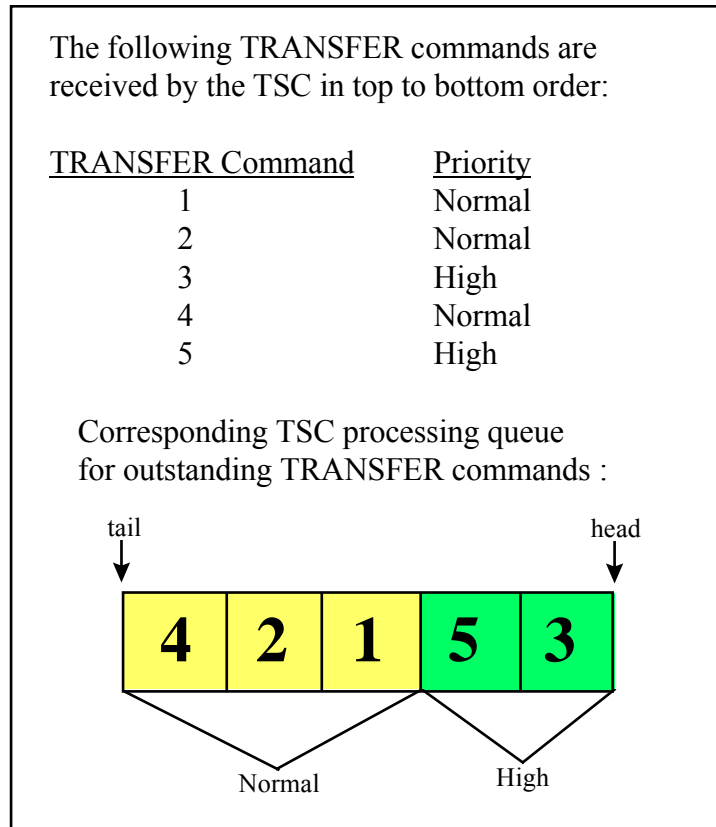 The following TRANSFER commands are
received by the TSC in top to bottom order:
TRANSFER Command Priority
1 Normal
2 Normal
3 High
4 Normal
5 High
Corresponding TSC processing queue
for outstanding TRANSFER commands :
tail head
4 2 1 5 3
Normal High